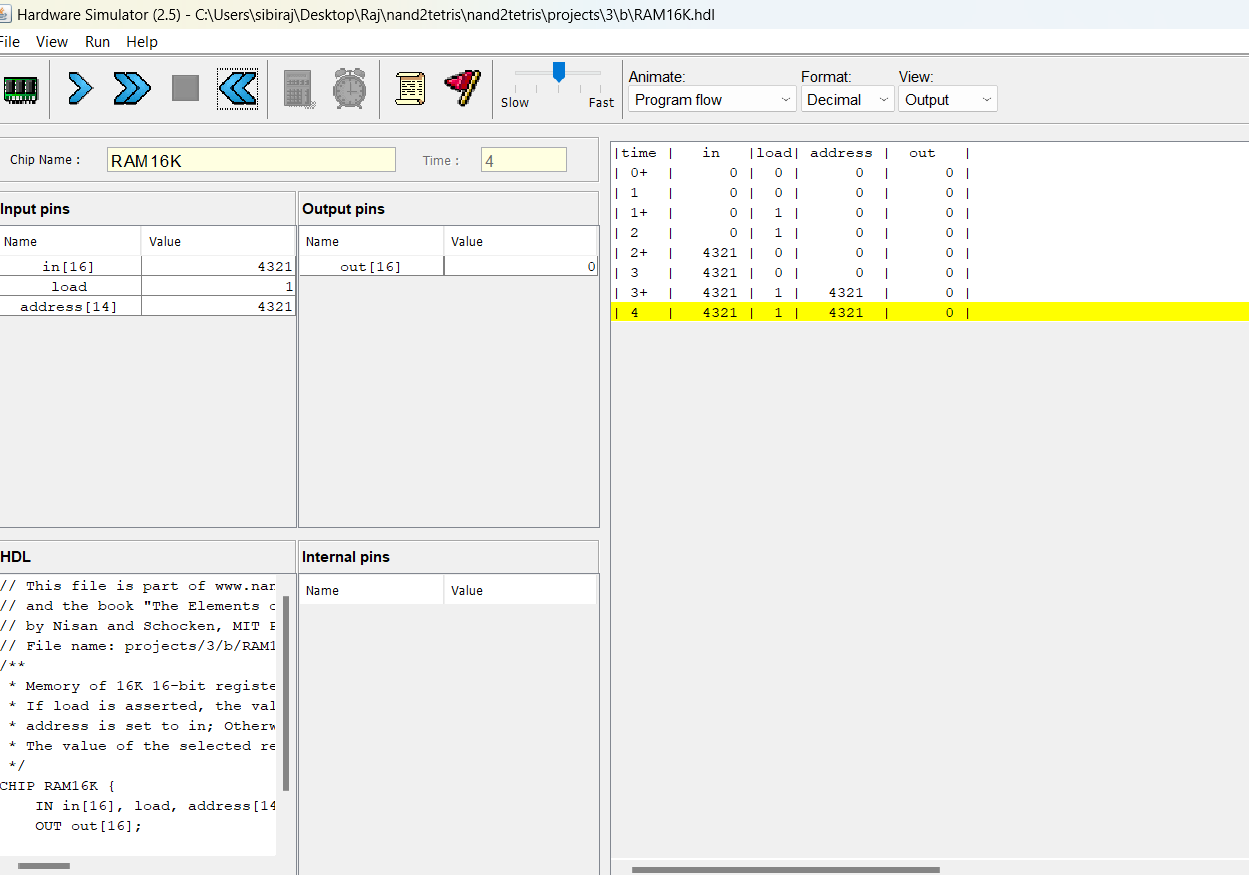 Hardware Simulator (2.5) - C:\Users\sibiraj\Desktop\Raj\nand2tetris\nand2tetris\projects\3\b\RAM16K.hdl
File View Run Help
Slow Fast
Animate: Format: View:
Program flow Decimal Output
Chip Name : RAM16K Time : 4
Input pins
Name Value
in[16] 4321
load 1
address[14] 4321
Output pins
Name Value
out[16] 0
HDL
// This file is part of www.nan
// and the book "The Elements o
// by Nisan and Schocken, MIT P
// File name: projects/3/b/RAM1
/**
* Memory of 16K 16-bit registe
* If load is asserted, the val
* address is set to in; Otherw
* The value of the selected re
*/
CHIP RAM16K {
IN in[16], load, address[14
OUT out[16];
Internal pins
Name Value
|time | in |load| address | out |
| 0+ | 0 | 0 | 0 | 0 |
| 1 | 0 | 0 | 0 | 0 |
| 1+ | 0 | 1 | 0 | 0 |
| 2 | 0 | 1 | 0 | 0 |
| 2+ | 4321 | 0 | 0 | 0 |
| 3 | 4321 | 0 | 0 | 0 |
| 3+ | 4321 | 1 | 4321 | 0 |
| 4 | 4321 | 1 | 4321 | 0 |